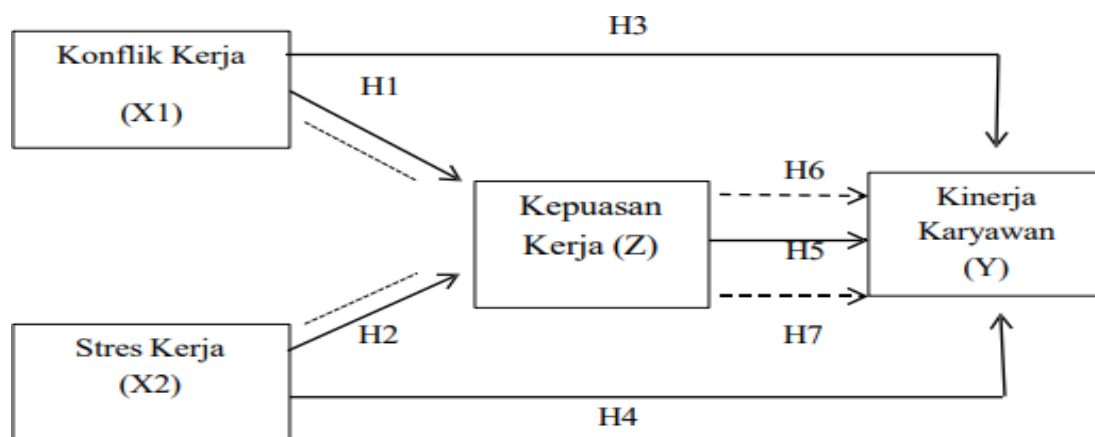 H3
Konflik Kerja
(X1)
H1
H6
Kepuasan
Kerja (Z)
Kinerja
Karyawan
(Y)
H5
H2
H7
Stres Kerja
(X2)
H4